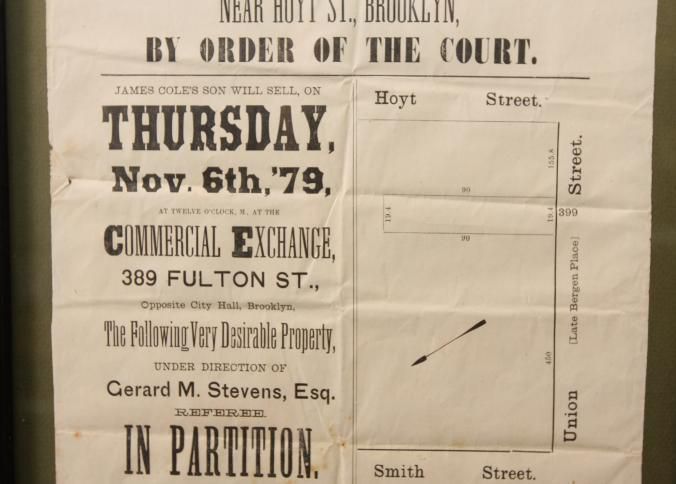 NEAR HOYT ST., BROOKLYN,
BY ORDER OF THE COURT.
JAMES COLE'S SON WILL SELL, ON
THURSDAY,
Nov. 6th, '79,
AT TWELVE O'CLOCK, M., AT THE
COMMERCIAL EXCHANGE,
389 FULTON ST.,
Opposite City Hall, Brooklyn,
The Following Very Desirable Property,
UNDER DIRECTION OF
Gerard M. Stevens, Esq.
REFEREE.
IN PARTITION.
Hoyt Street.
155.8
90
19.4
19.4
399
90
450
Union [Late Bergen Place] Street.
Smith Street.